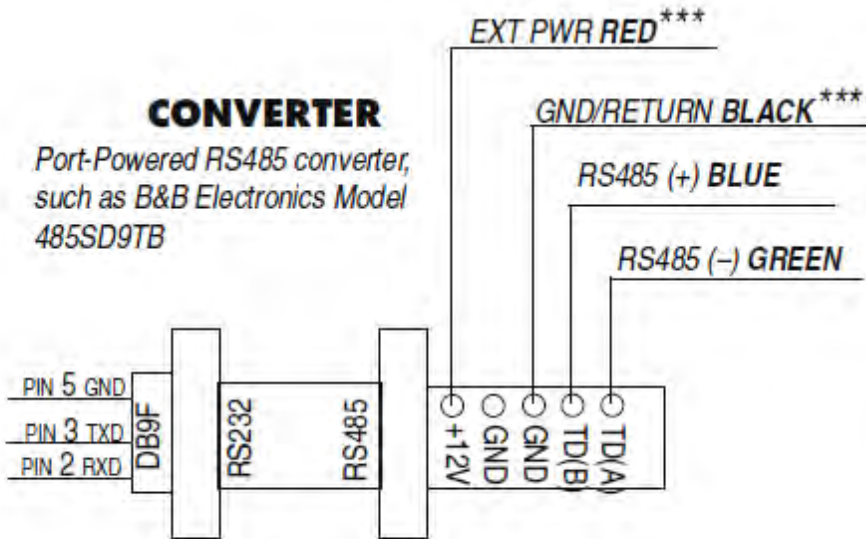 EXT PWR RED***
CONVERTER
GND/RETURN BLACK***
Port-Powered RS485 converter,
such as B&B Electronics Model
485SD9TB
RS485 (+) BLUE
RS485 (–) GREEN
PIN 5 GND
PIN 3 TXD
PIN 2 RXD
DB9F
RS232
RS485
+12V
GND
GND
TD(B)
TD(A)